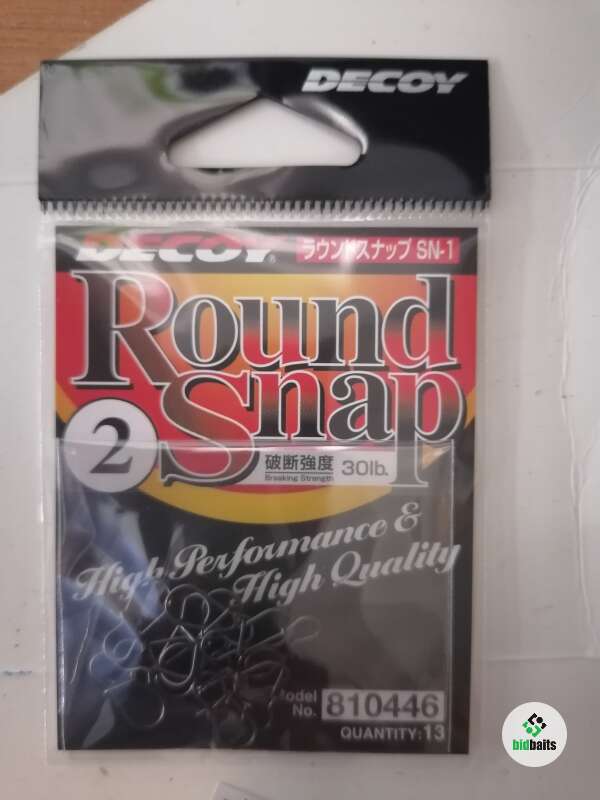 DECOY
DECOY®
ラウンドスナップ SN-1
Round
Snap
2
破断強度 30lb.
Breaking Strength
High Performance &
High Quality
Model
No. 810446
QUANTITY:13
bidbaits